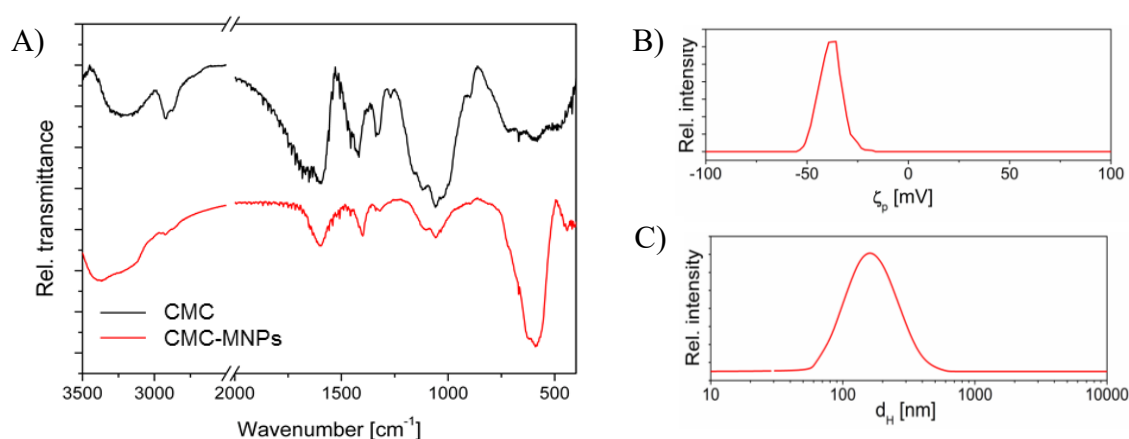 A)
Rel. transmittance
CMC
CMC-MNPs
3500 3000 2000 1500 1000 500
Wavenumber [cm⁻¹]
B)
Rel. intensity
-100 -50 0 50 100
ζp [mV]
C)
Rel. intensity
10 100 1000 10000
dH [nm]